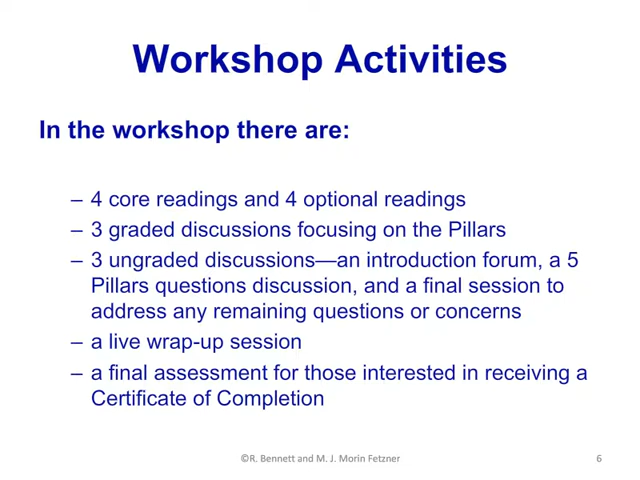 Workshop Activities
In the workshop there are:
– 4 core readings and 4 optional readings
– 3 graded discussions focusing on the Pillars
– 3 ungraded discussions—an introduction forum, a 5
Pillars questions discussion, and a final session to
address any remaining questions or concerns
– a live wrap-up session
– a final assessment for those interested in receiving a
Certificate of Completion
©R. Bennett and M. J. Morin Fetzner
6